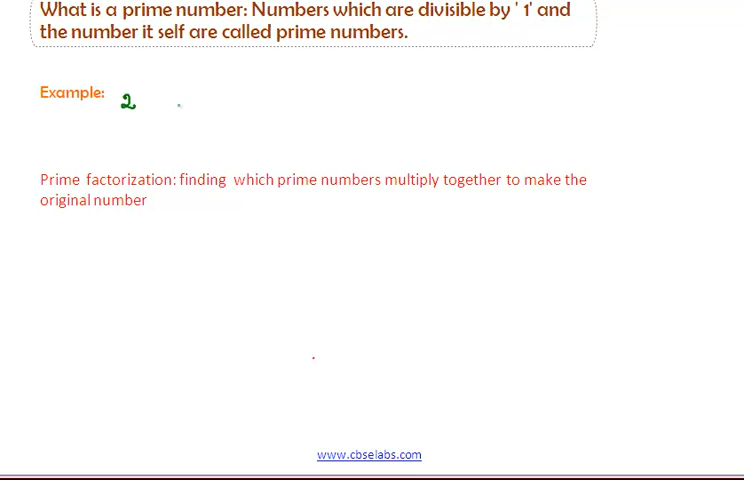 What is a prime number: Numbers which are divisible by ' 1' and
the number it self are called prime numbers.
Example: 2
Prime factorization: finding which prime numbers multiply together to make the
original number
www.cbselabs.com